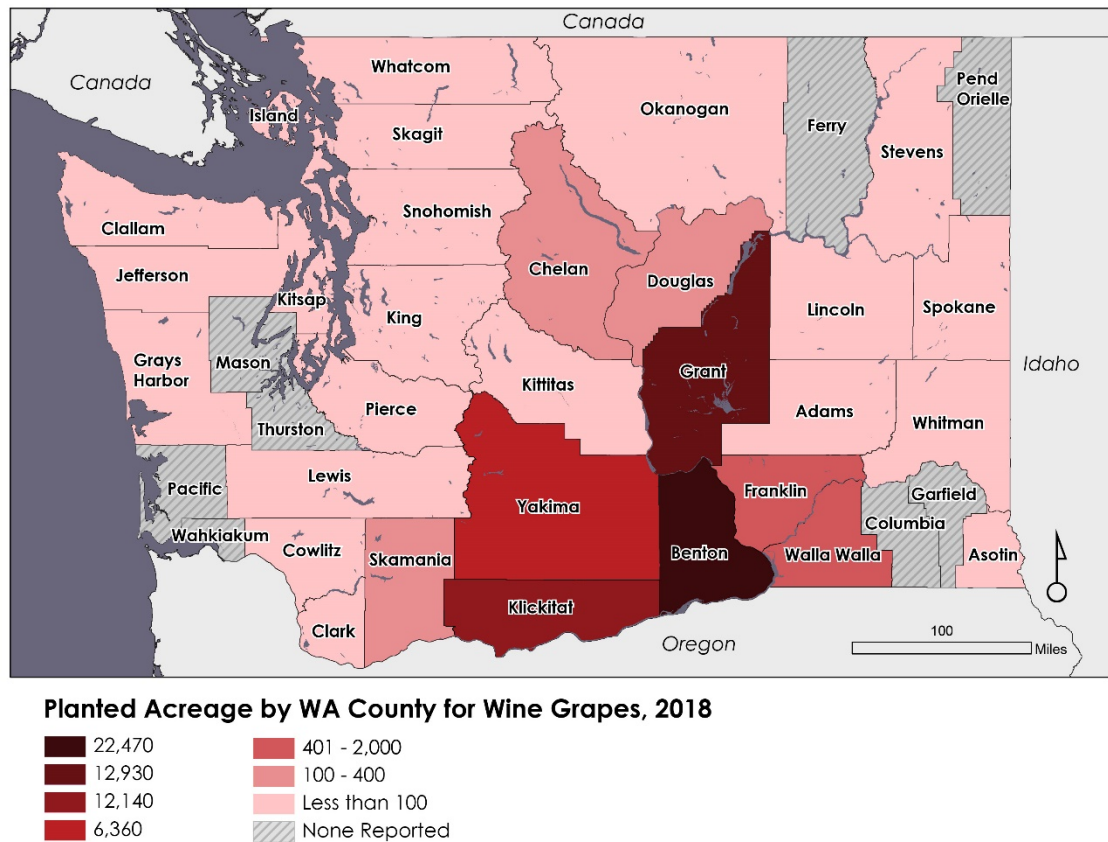 Canada
Canada
Whatcom
Okanogan
Pend
Orielle
Island
Ferry
Skagit
Stevens
Snohomish
Clallam
Chelan
Douglas
Jefferson
Kitsap
King
Lincoln
Spokane
Mason
Grays
Harbor
Kittitas
Grant
Idaho
Pierce
Adams
Whitman
Thurston
Lewis
Pacific
Yakima
Franklin
Garfield
Columbia
Wahkiakum
Cowlitz
Skamania
Benton
Walla Walla
Asotin
Klickitat
Clark
Oregon
100
Miles
Planted Acreage by WA County for Wine Grapes, 2018
22,470
12,930
12,140
6,360
401 - 2,000
100 - 400
Less than 100
None Reported